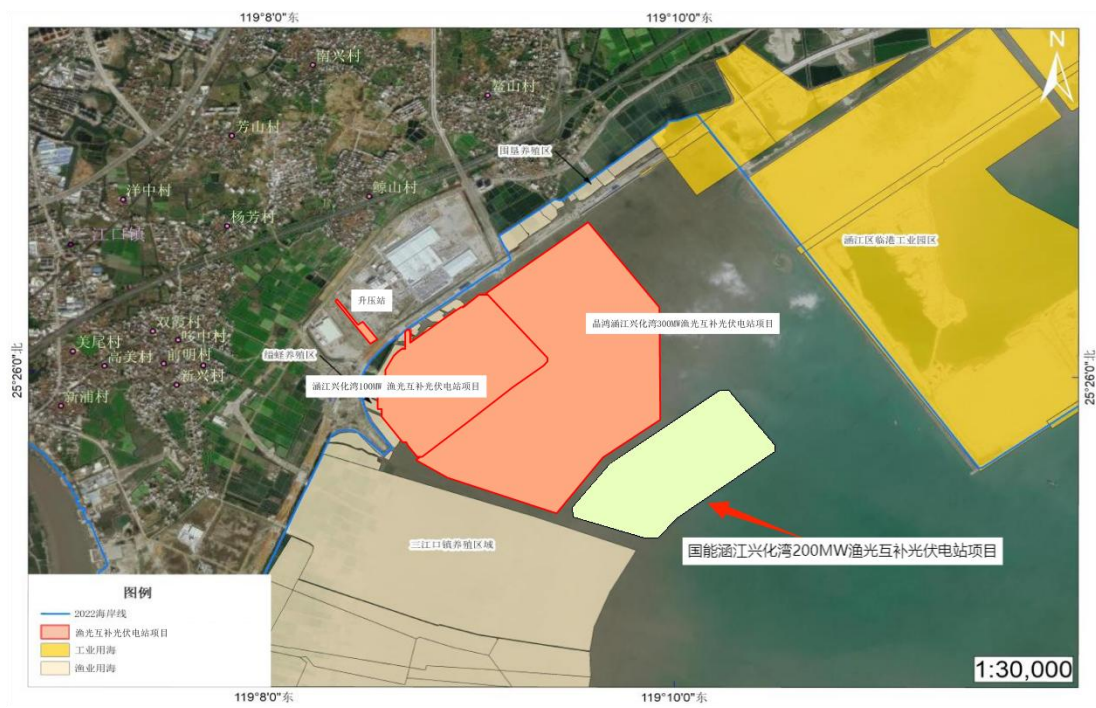 119°8'0"东
119°10'0"东
N
南兴村
鳌山村
芳山村
围垦养殖区
鲸山村
洋中村
杨芳村
江口镇
涵江区临港工业园区
升压站
晶鸿涵江兴化湾300MW渔光互补光伏电站项目
双霞村
美尾村
高美村
前明村
新兴村
缢蛏养殖区
涵江兴化湾100MW 渔光互补光伏电站项目
新浦村
25°26'0"北
25°26'0"北
三江口镇养殖区域
国能涵江兴化湾200MW渔光互补光伏电站项目
图例
2022海岸线
渔光互补光伏电站项目
工业用海
渔业用海
1:30,000
119°8'0"东
119°10'0"东